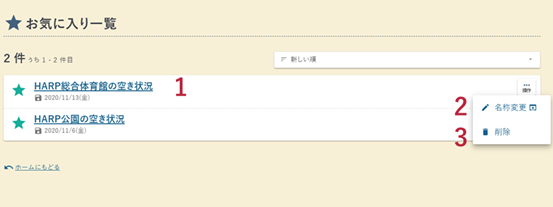 お気に入り一覧
2 件 うち 1 - 2 件目
新しい順
HARP総合体育館の空き状況 1
2020/11/13(金)
2 名称変更
HARP公園の空き状況
2020/11/6(金)
3 削除
ホームにもどる